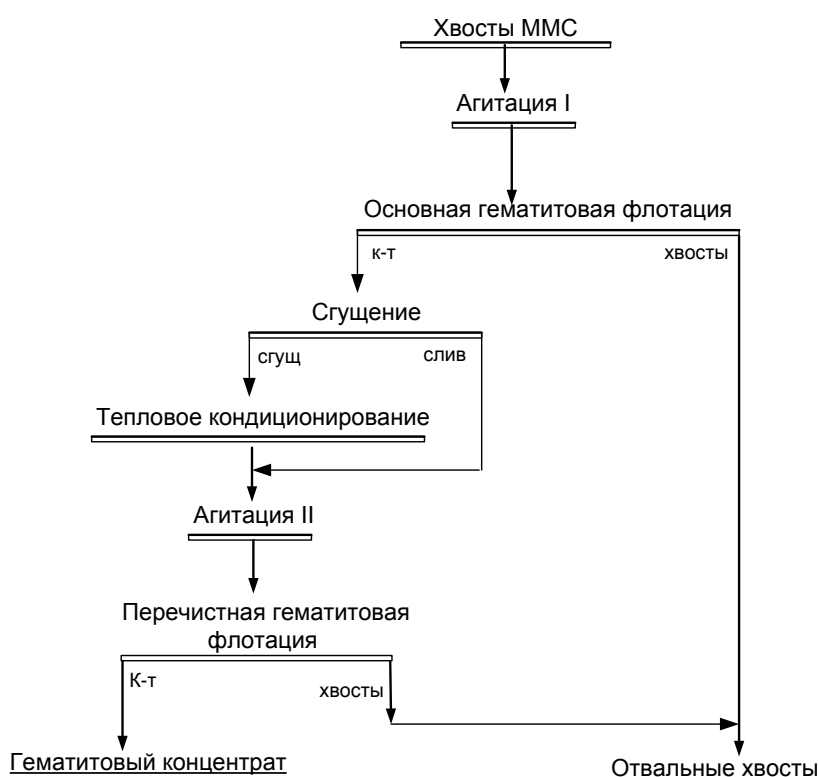 Хвосты ММС
Агитация I
Основная гематитовая флотация
к-т
хвосты
Сгущение
сгущ
слив
Тепловое кондиционирование
Агитация II
Перечистная гематитовая
флотация
К-т
хвосты
Гематитовый концентрат
Отвальные хвосты